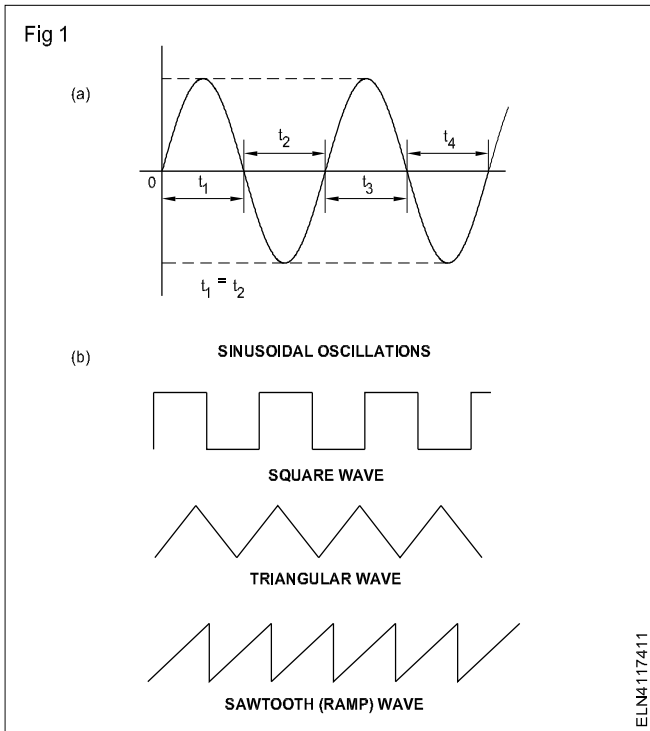 Fig 1
(a)
t2
t4
0
t1
t3
t1 = t2
SINUSOIDAL OSCILLATIONS
(b)
SQUARE WAVE
TRIANGULAR WAVE
SAWTOOTH (RAMP) WAVE
ELN4117411